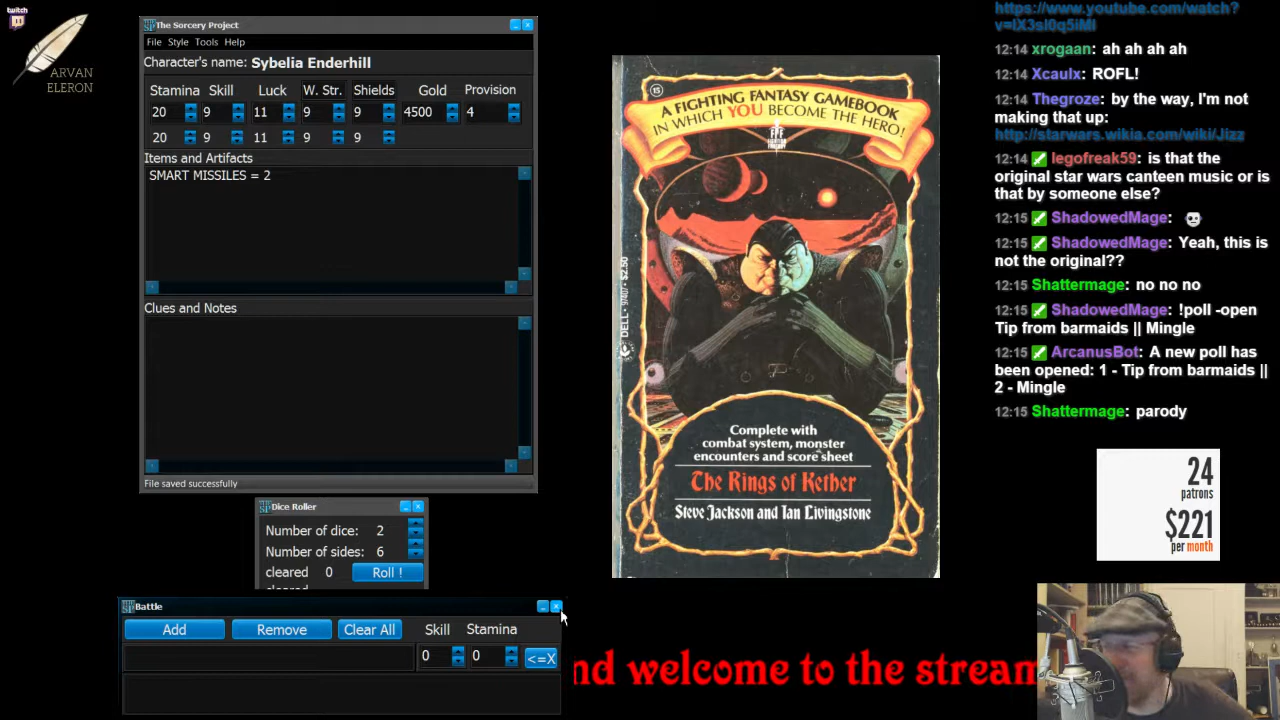 twitch
ARVAN
ELERON
The Sorcery Project
File Style Tools Help
Character's name: Sybelia Enderhill
Stamina Skill Luck W. Str. Shields Gold Provision
20 9 11 9 9 4500 4
20 9 11 9 9
Items and Artifacts
SMART MISSILES = 2
Clues and Notes
File saved successfully
Dice Roller
Number of dice: 2
Number of sides: 6
cleared 0 Roll !
Battle
Add Remove Clear All Skill Stamina
0 0 <=X
15
A FIGHTING FANTASY GAMEBOOK
IN WHICH YOU BECOME THE HERO!
DELL · 97407 · $2.50
Complete with
combat system, monster
encounters and score sheet
The Rings of Kether
Steve Jackson and Ian Livingstone
nd welcome to the stream
https://www.youtube.com/watch?
v=lX3sl0q5iMI
12:14 xrogaan: ah ah ah ah
12:14 Xcaulx: ROFL!
12:14 Thegroze: by the way, I'm not
making that up:
http://starwars.wikia.com/wiki/Jizz
12:14 legofreak59: is that the
original star wars canteen music or is
that by someone else?
12:15 ShadowedMage:
12:15 ShadowedMage: Yeah, this is
not the original??
12:15 Shattermage: no no no
12:15 ShadowedMage: !poll -open
Tip from barmaids || Mingle
12:15 ArcanusBot: A new poll has
been opened: 1 - Tip from barmaids ||
2 - Mingle
12:15 Shattermage: parody
24
patrons
$221
per month